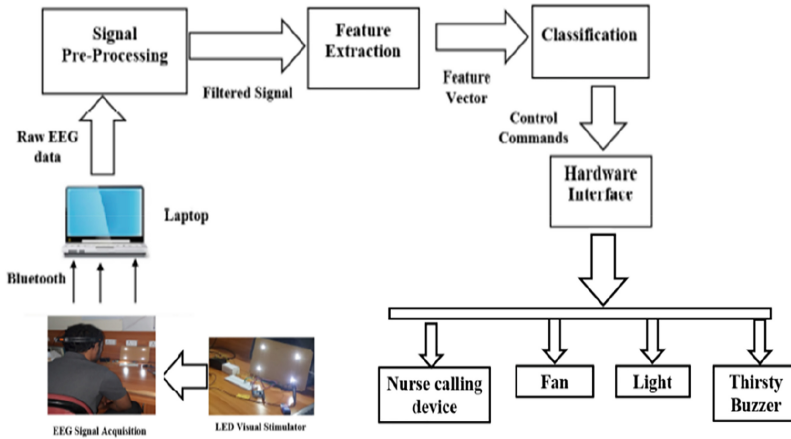 Signal
Pre-Processing
Filtered Signal
Feature
Extraction
Feature
Vector
Classification
Control
Commands
Hardware
Interface
Raw EEG
data
Laptop
Bluetooth
EEG Signal Acquisition
LED Visual Stimulator
Nurse calling
device
Fan
Light
Thirsty
Buzzer